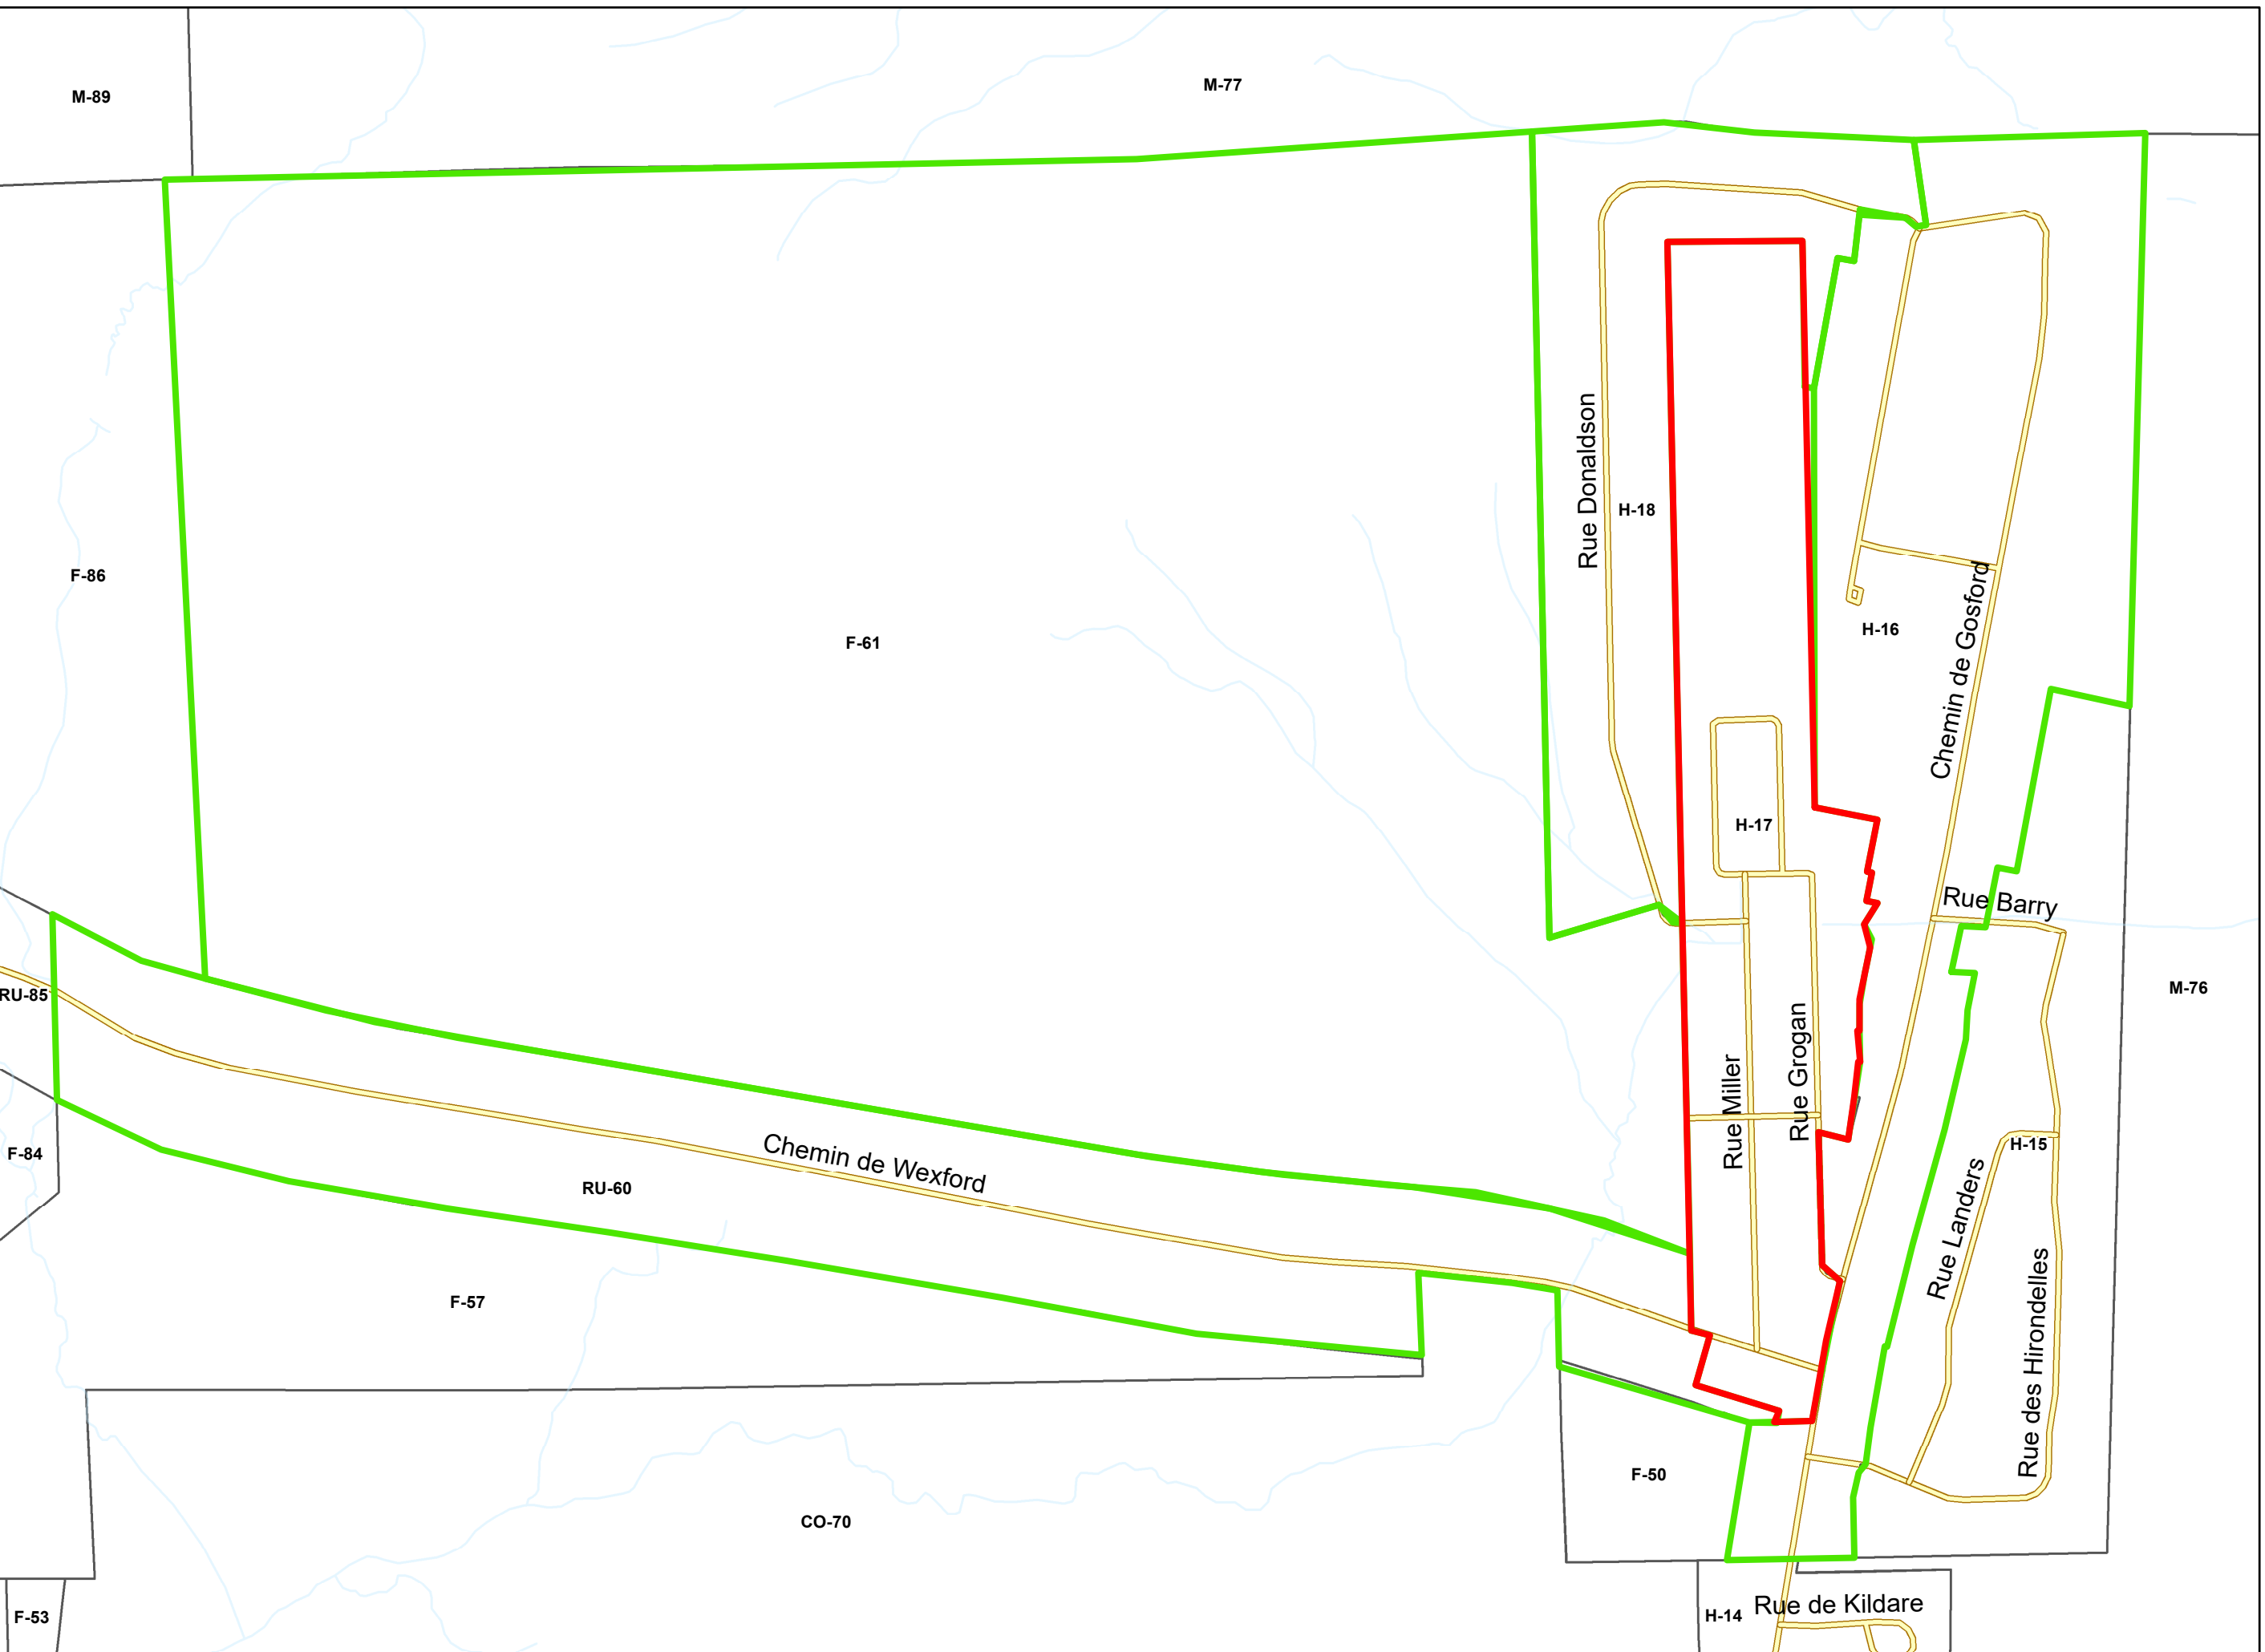 M-77
M-89
Rue Donaldson
H-18
F-86
Chemin de Gosford
H-16
F-61
H-17
Rue Barry
RU-85
M-76
Rue Grogan
Rue Miller
H-15
F-84
Chemin de Wexford
RU-60
Rue Landers
Rue des Hirondelles
F-57
F-50
CO-70
Rue de Kildare
H-14
F-53